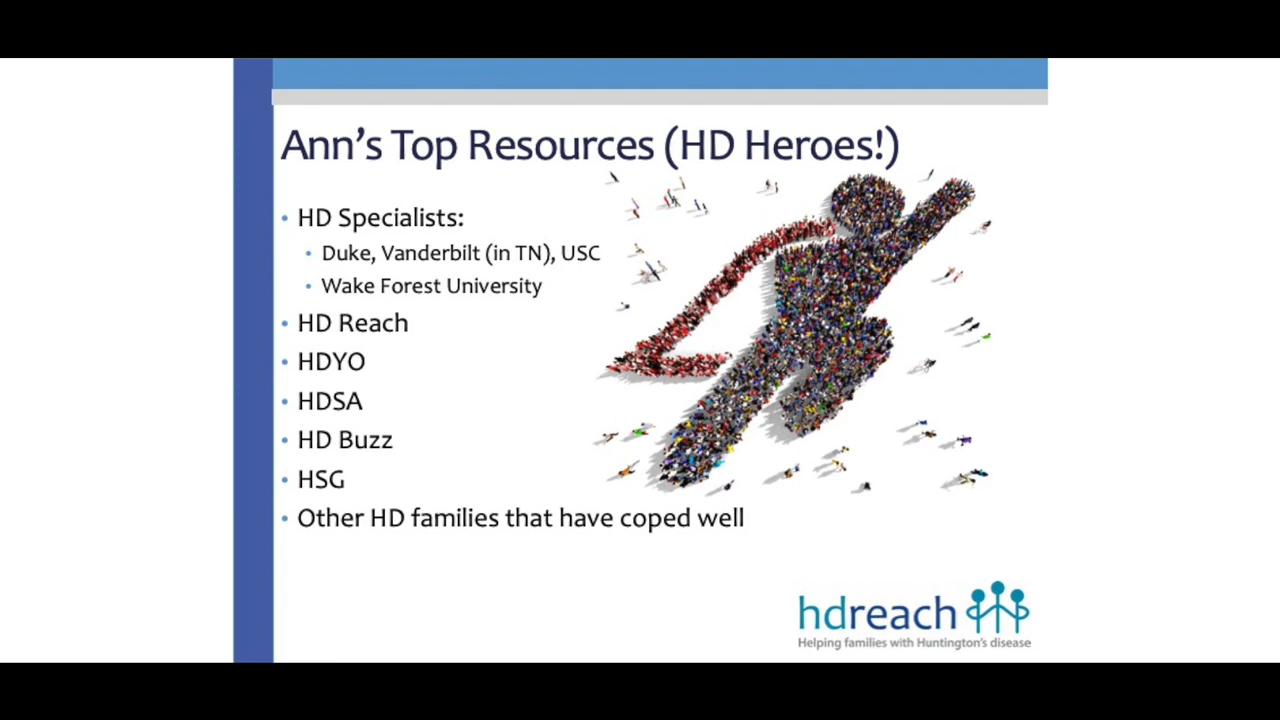 Ann's Top Resources (HD Heroes!)
• HD Specialists:
• Duke, Vanderbilt (in TN), USC
• Wake Forest University
• HD Reach
• HDYO
• HDSA
• HD Buzz
• HSG
• Other HD families that have coped well
hdreach
Helping families with Huntington's disease